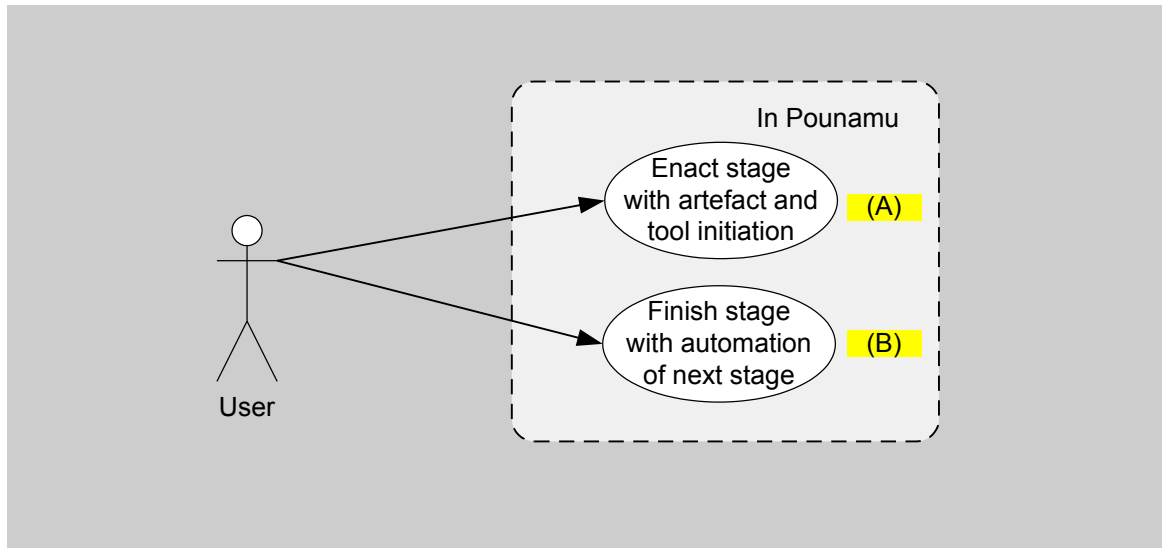 In Pounamu
Enact stage
with artefact and
tool initiation
(A)
Finish stage
with automation
of next stage
(B)
User